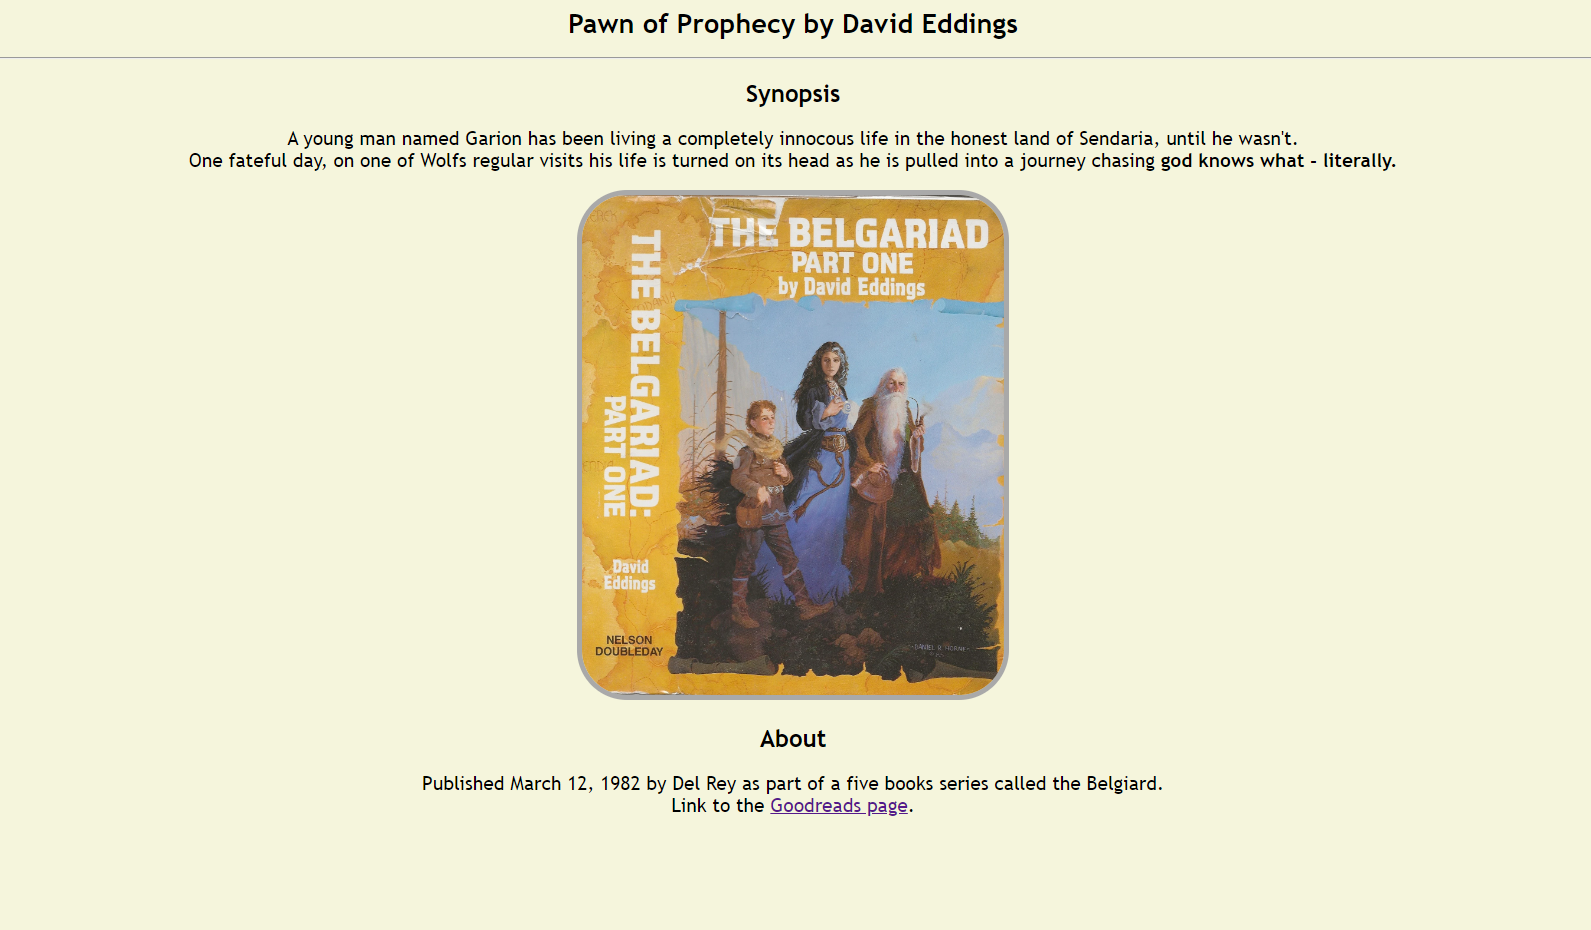 Pawn of Prophecy by David Eddings
Synopsis
A young man named Garion has been living a completely innocous life in the honest land of Sendaria, until he wasn't.
One fateful day, on one of Wolfs regular visits his life is turned on its head as he is pulled into a journey chasing god knows what - literally.
THE BELGARIAD:
PART ONE
David
Eddings
NELSON
DOUBLEDAY
THE BELGARIAD
PART ONE
by David Eddings
About
Published March 12, 1982 by Del Rey as part of a five books series called the Belgiard.
Link to the Goodreads page.